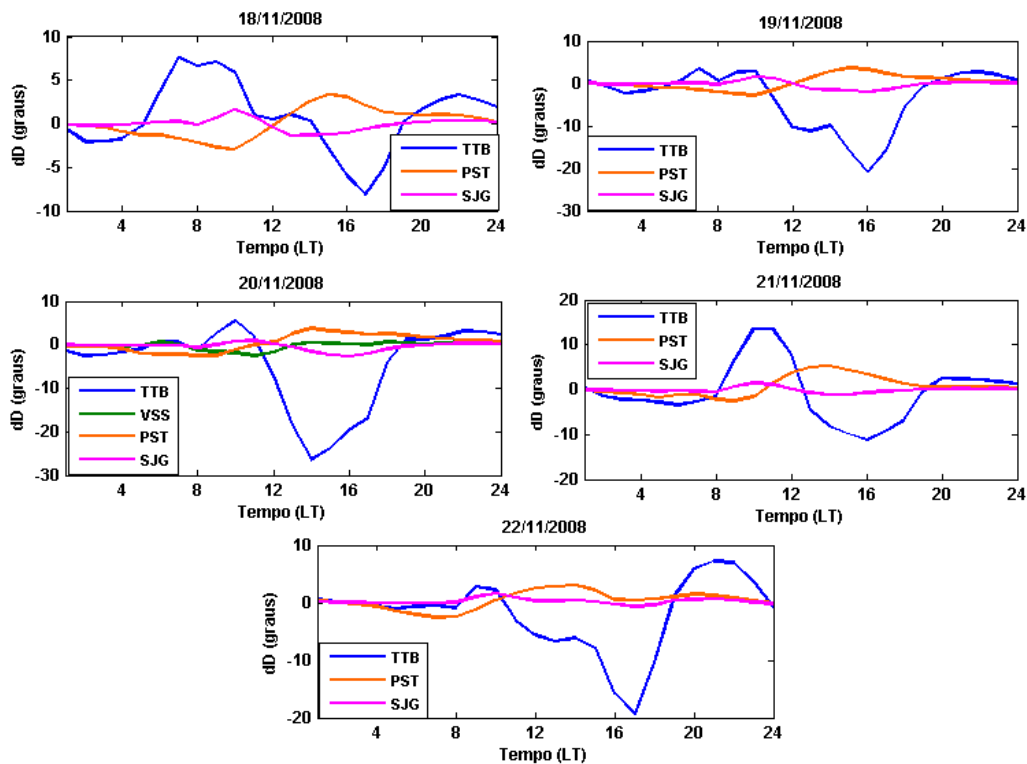 18/11/2008
10
5
0
-5
-10
dD (graus)
4
8
12
16
20
24
Tempo (LT)
TTB
PST
SJG
19/11/2008
10
0
-10
-20
-30
dD (graus)
4
8
12
16
20
24
Tempo (LT)
TTB
PST
SJG
20/11/2008
10
0
-10
-20
-30
dD (graus)
4
8
12
16
20
24
Tempo (LT)
TTB
VSS
PST
SJG
21/11/2008
20
10
0
-10
-20
dD (graus)
4
8
12
16
20
24
Tempo (LT)
TTB
PST
SJG
22/11/2008
10
0
-10
-20
dD (graus)
4
8
12
16
20
24
Tempo (LT)
TTB
PST
SJG